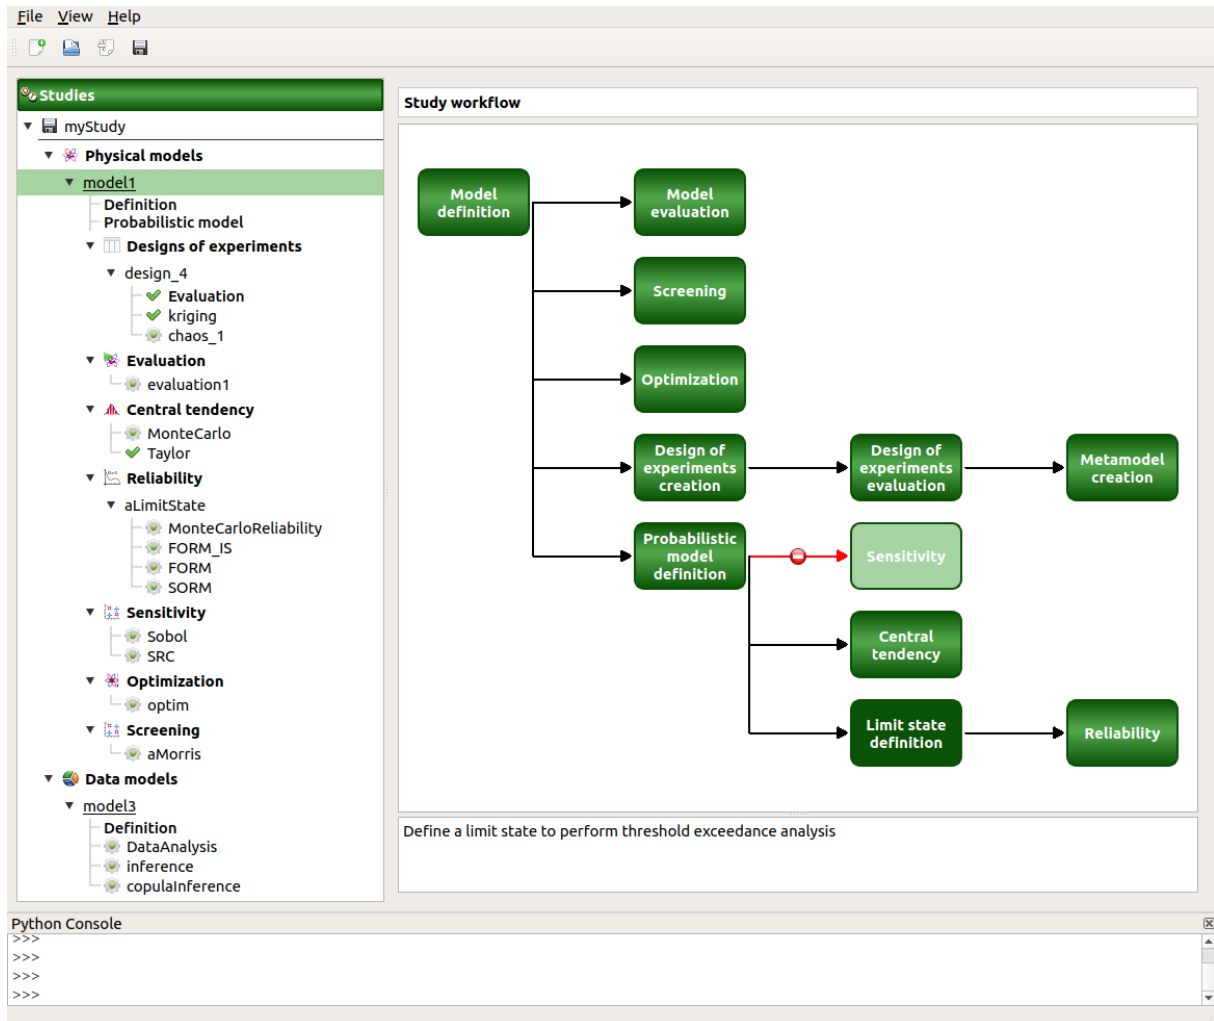 File View Help
Studies
myStudy
Physical models
model1
Definition
Probabilistic model
Designs of experiments
design_4
Evaluation
kriging
chaos_1
Evaluation
evaluation1
Central tendency
MonteCarlo
Taylor
Reliability
aLimitState
MonteCarloReliability
FORM_IS
FORM
SORM
Sensitivity
Sobol
SRC
Optimization
optim
Screening
aMorris
Data models
model3
Definition
DataAnalysis
inference
copulaInference
Study workflow
Model
definition
Model
evaluation
Screening
Optimization
Design of
experiments
creation
Design of
experiments
evaluation
Metamodel
creation
Probabilistic
model
definition
Sensitivity
Central
tendency
Limit state
definition
Reliability
Define a limit state to perform threshold exceedance analysis
Python Console
>>>
>>>
>>>
>>>